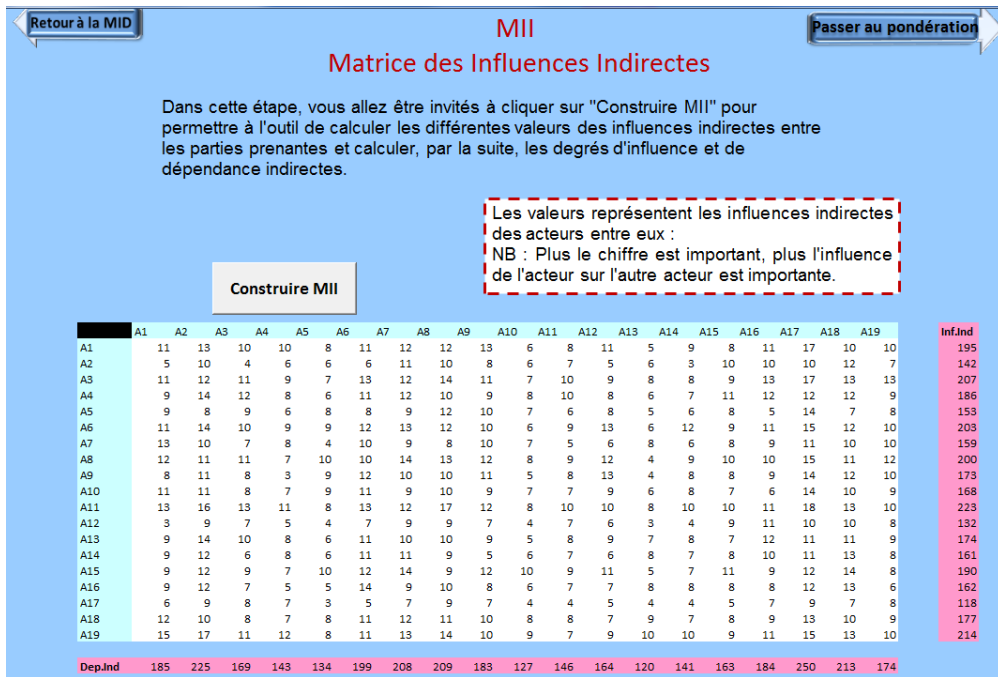 Retour à la MID
MII
Passer au pondération
Matrice des Influences Indirectes
Dans cette étape, vous allez être invités à cliquer sur "Construire MII" pour
permettre à l'outil de calculer les différentes valeurs des influences indirectes entre
les parties prenantes et calculer, par la suite, les degrés d'influence et de
dépendance indirectes.
Les valeurs représentent les influences indirectes
des acteurs entre eux :
NB : Plus le chiffre est important, plus l'influence
de l'acteur sur l'autre acteur est importante.
Construire MII
A1 A2 A3 A4 A5 A6 A7 A8 A9 A10 A11 A12 A13 A14 A15 A16 A17 A18 A19 Inf.Ind
A1 11 13 10 10 8 11 12 12 13 6 8 11 5 9 8 11 17 10 10 195
A2 5 10 4 6 6 6 11 10 8 6 7 5 6 3 10 10 10 12 7 142
A3 11 12 11 9 7 13 12 14 11 7 10 9 8 8 9 13 17 13 13 207
A4 9 14 12 8 6 11 12 10 9 8 10 8 6 7 11 12 12 12 9 186
A5 9 8 9 6 8 8 9 12 10 7 6 8 5 6 8 5 14 7 8 153
A6 11 14 10 9 9 12 13 12 10 6 9 13 6 12 9 11 15 12 10 203
A7 13 10 7 8 4 10 9 8 10 7 5 6 8 6 8 9 11 10 10 159
A8 12 11 11 7 10 10 14 13 12 8 9 12 4 9 10 10 15 11 12 200
A9 8 11 8 3 9 12 10 10 11 5 8 13 4 8 8 9 14 12 10 173
A10 11 11 8 7 9 11 9 10 9 7 7 9 6 8 7 6 14 10 9 168
A11 13 16 13 11 8 13 12 17 12 8 10 10 8 10 10 11 18 13 10 223
A12 3 9 7 5 4 7 9 9 7 4 7 6 3 4 9 11 10 10 8 132
A13 9 14 10 8 6 11 10 10 9 5 8 9 7 8 7 12 11 11 9 174
A14 9 12 6 8 6 11 11 9 5 6 7 6 8 7 8 10 11 13 8 161
A15 9 12 9 7 10 12 14 9 12 10 9 11 5 7 11 9 12 14 8 190
A16 9 12 7 5 5 14 9 10 8 6 7 7 8 8 8 8 12 13 6 162
A17 6 9 8 7 3 5 7 9 7 4 4 5 4 4 5 7 9 7 8 118
A18 12 10 8 7 8 11 12 11 10 8 8 7 9 7 8 9 13 10 9 177
A19 15 17 11 12 8 11 13 14 10 9 7 9 10 10 9 11 15 13 10 214
Dep.Ind 185 225 169 143 134 199 208 209 183 127 146 164 120 141 163 184 250 213 174